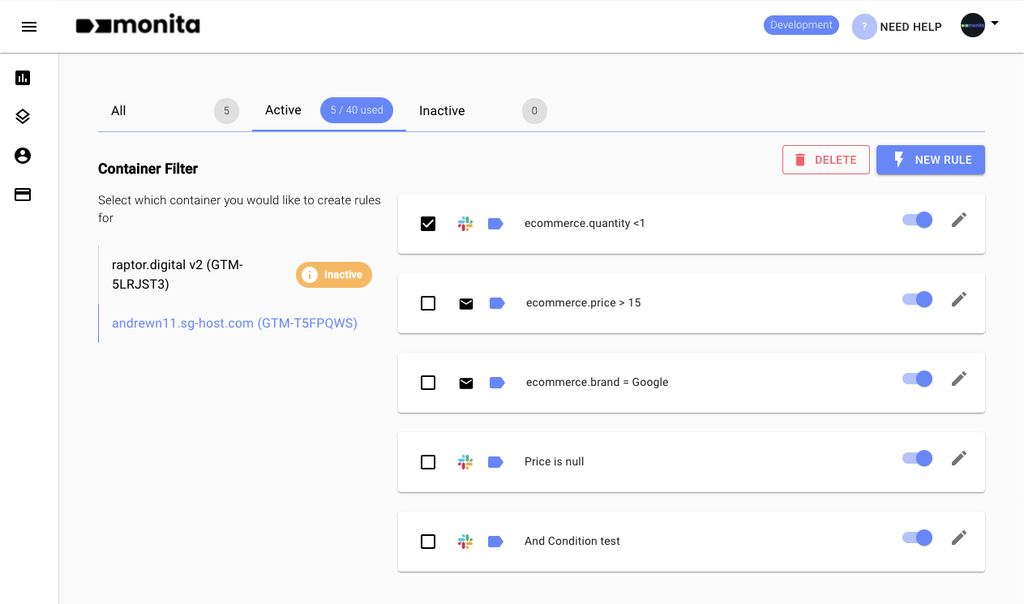 monita
Development
? NEED HELP
All 5
Active 5 / 40 used
Inactive 0
Container Filter
DELETE
NEW RULE
Select which container you would like to create rules
for
raptor.digital v2 (GTM-
5LRJST3)
Inactive
andrewn11.sg-host.com (GTM-T5FPQWS)
ecommerce.quantity <1
ecommerce.price > 15
ecommerce.brand = Google
Price is null
And Condition test